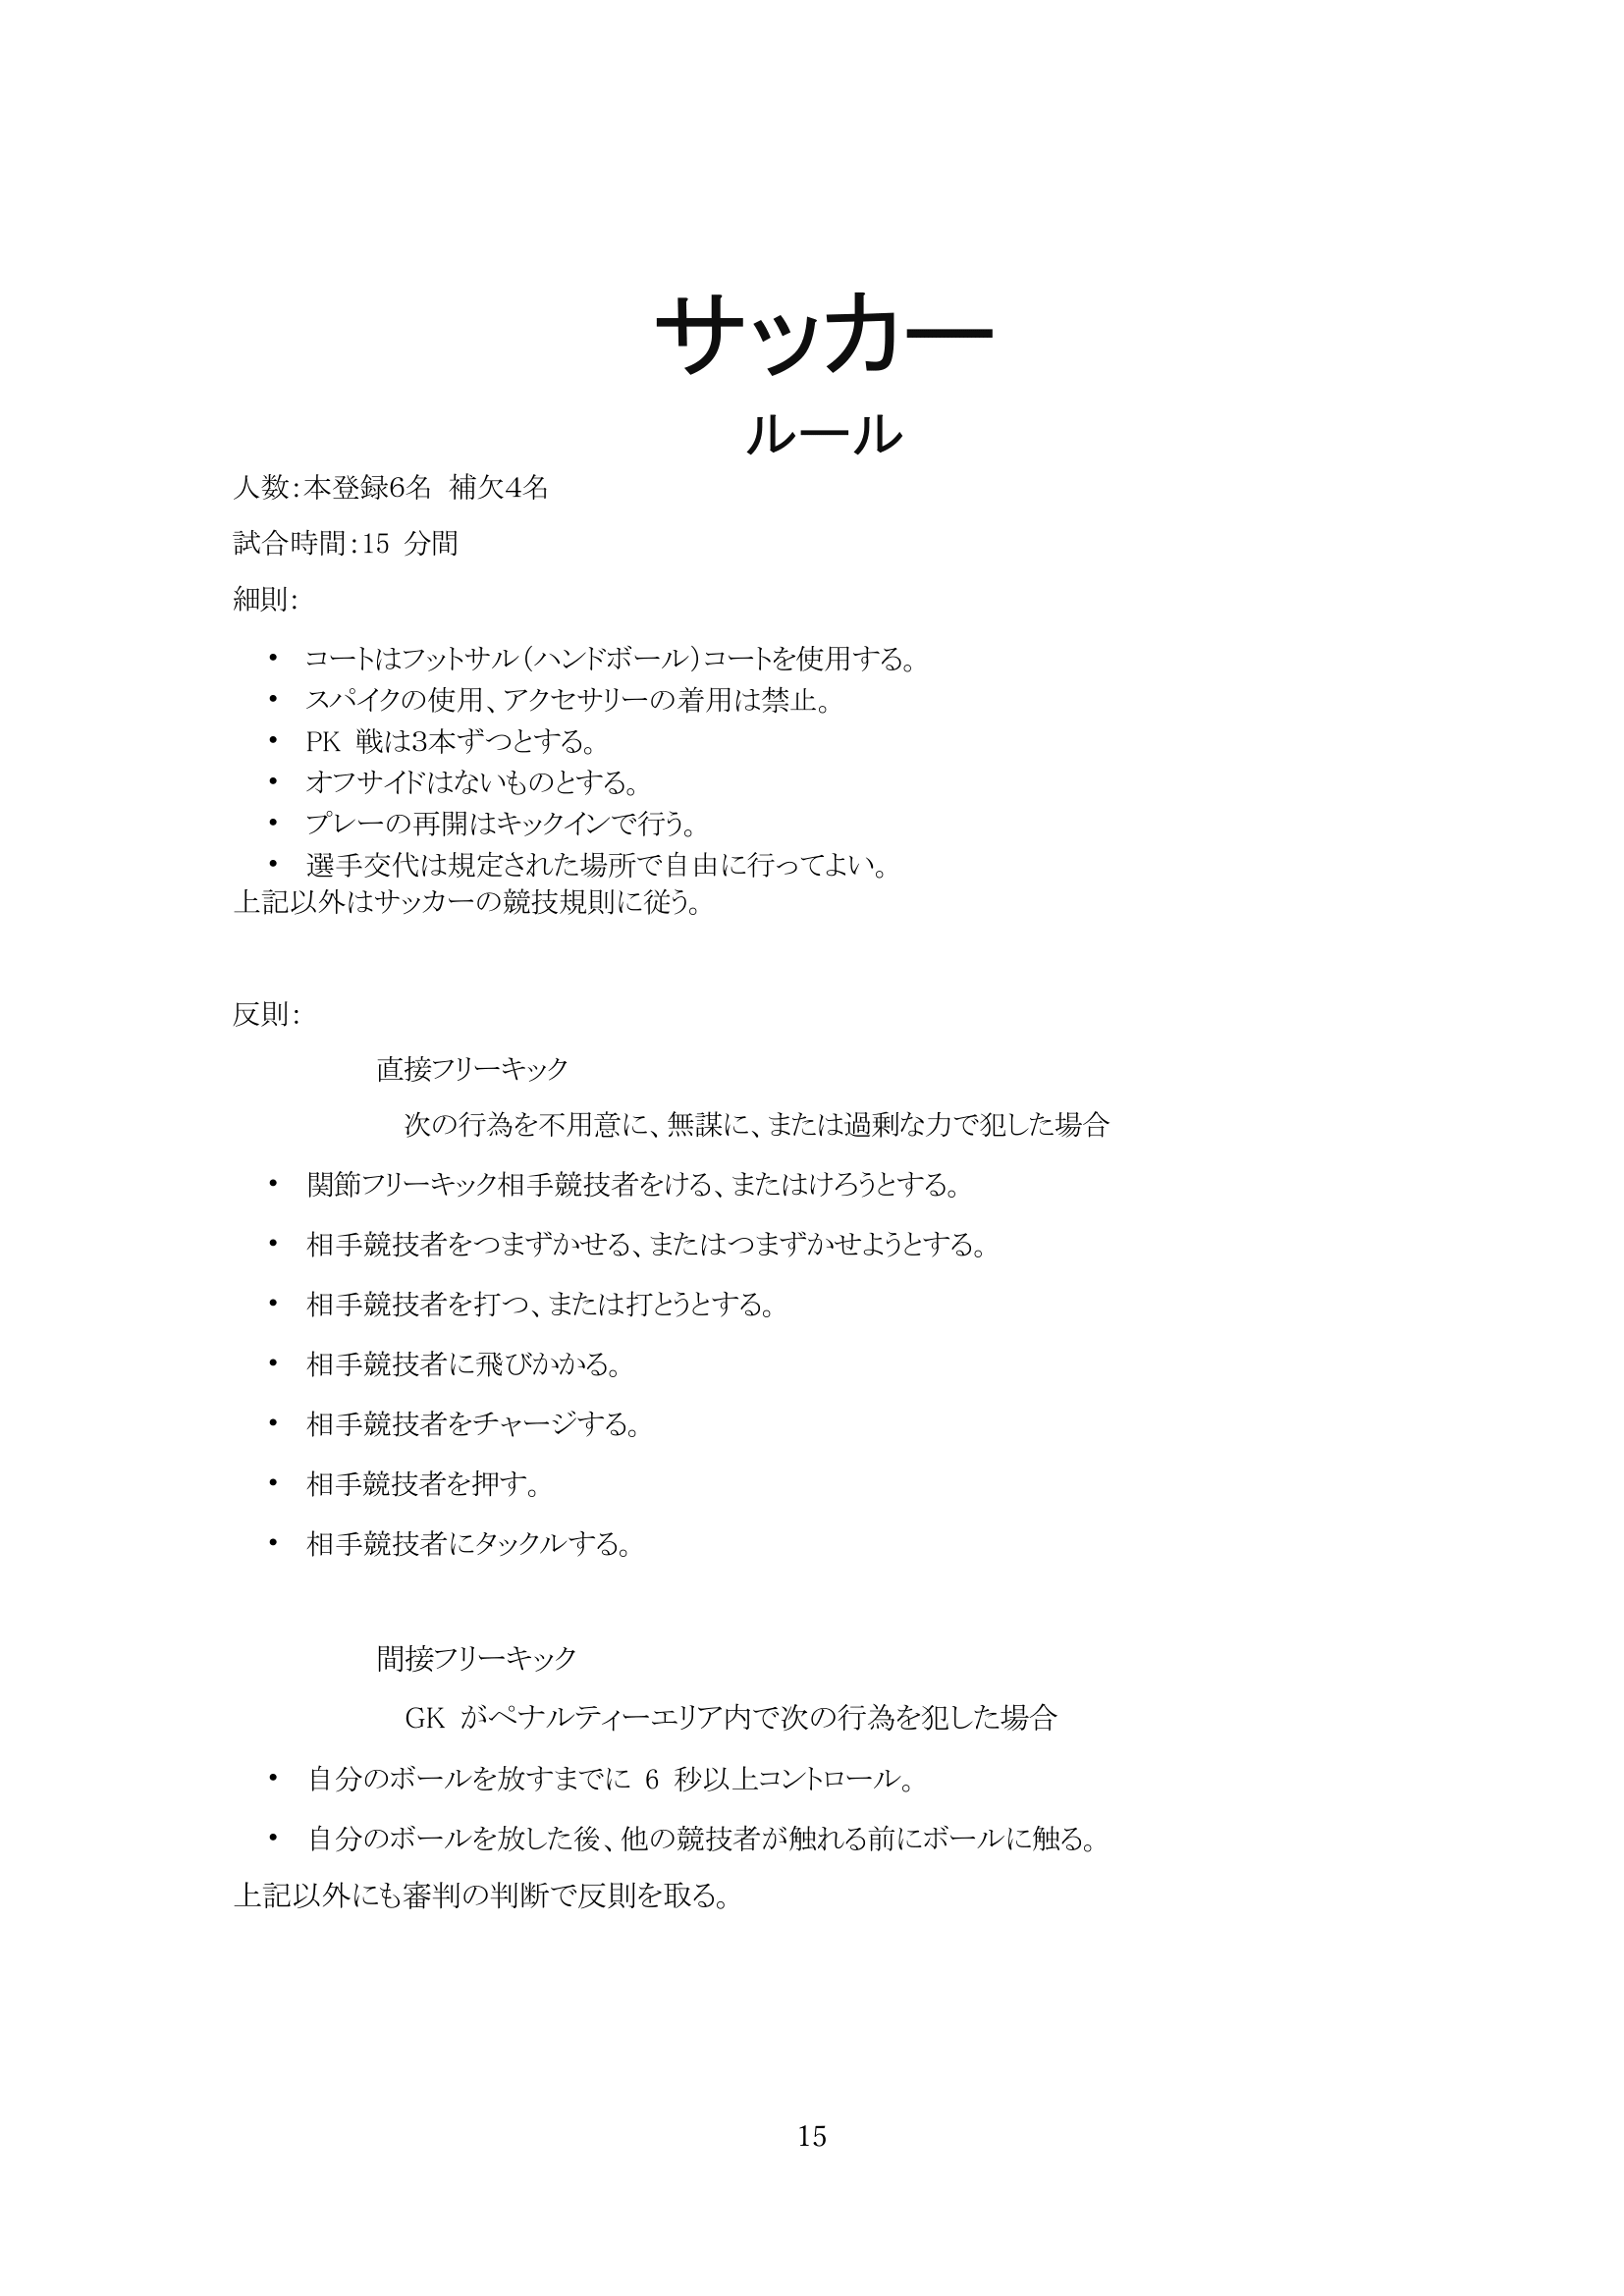 サッカー
ルール
人数:本登録6名 補欠4名
試合時間:15 分間
細則:
・ コートはフットサル(ハンドボール)コートを使用する。
・ スパイクの使用、アクセサリーの着用は禁止。
・ PK 戦は3本ずつとする。
・ オフサイドはないものとする。
・ プレーの再開はキックインで行う。
・ 選手交代は規定された場所で自由に行ってよい。
上記以外はサッカーの競技規則に従う。
反則:
直接フリーキック
次の行為を不用意に、無謀に、または過剰な力で犯した場合
・ 関節フリーキック相手競技者をける、またはけろうとする。
・ 相手競技者をつまずかせる、またはつまずかせようとする。
・ 相手競技者を打つ、または打とうとする。
・ 相手競技者に飛びかかる。
・ 相手競技者をチャージする。
・ 相手競技者を押す。
・ 相手競技者にタックルする。
間接フリーキック
GK がペナルティーエリア内で次の行為を犯した場合
・ 自分のボールを放すまでに 6 秒以上コントロール。
・ 自分のボールを放した後、他の競技者が触れる前にボールに触る。
上記以外にも審判の判断で反則を取る。
15